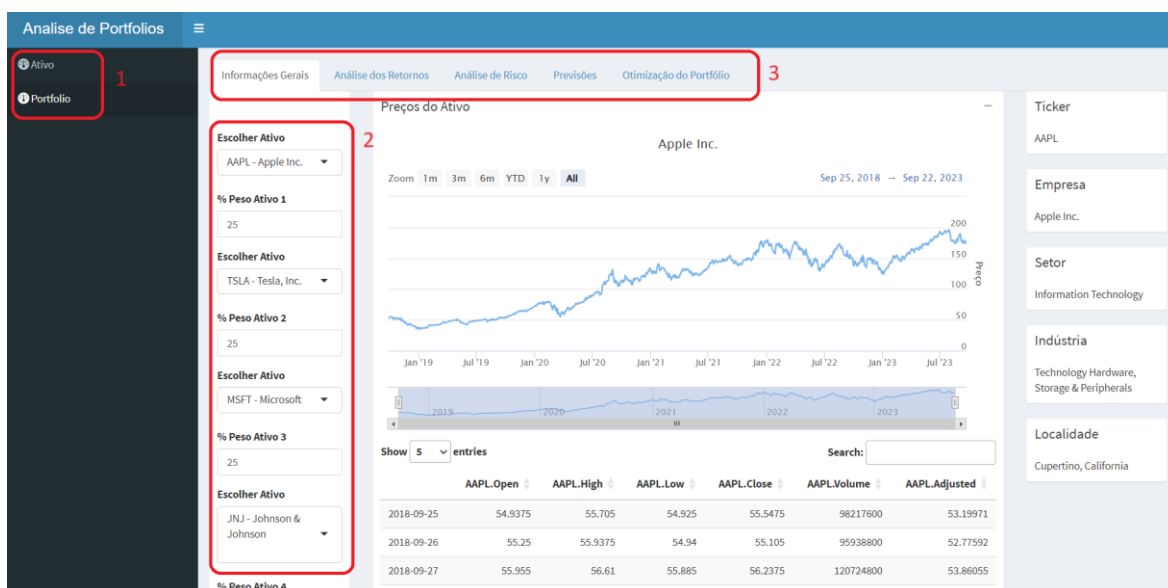 Analise de Portfolios
Ativo
1
Portfolio
Informações Gerais Análise dos Retornos Análise de Risco Previsões Otimização do Portfólio 3
2
Escolher Ativo
AAPL - Apple Inc.
% Peso Ativo 1
25
Escolher Ativo
TSLA - Tesla, Inc.
% Peso Ativo 2
25
Escolher Ativo
MSFT - Microsoft
% Peso Ativo 3
25
Escolher Ativo
JNJ - Johnson &
Johnson
% Peso Ativo 4
Preços do Ativo
Apple Inc.
Zoom 1m 3m 6m YTD 1y All Sep 25, 2018 → Sep 22, 2023
200
150
100
50
0
Preço
Jan '19 Jul '19 Jan '20 Jul '20 Jan '21 Jul '21 Jan '22 Jul '22 Jan '23 Jul '23
2019 2020 2021 2022 2023
Show 5 entries Search:
AAPL.Open AAPL.High AAPL.Low AAPL.Close AAPL.Volume AAPL.Adjusted
2018-09-25 54.9375 55.705 54.925 55.5475 98217600 53.19971
2018-09-26 55.25 55.9375 54.94 55.105 95938800 52.77592
2018-09-27 55.955 56.61 55.885 56.2375 120724800 53.86055
Ticker
AAPL
Empresa
Apple Inc.
Setor
Information Technology
Indústria
Technology Hardware,
Storage & Peripherals
Localidade
Cupertino, California